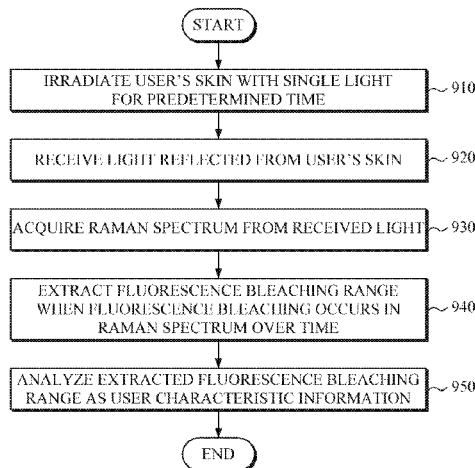 START
IRRADIATE USER'S SKIN WITH SINGLE LIGHT
FOR PREDETERMINED TIME
910
RECEIVE LIGHT REFLECTED FROM USER'S SKIN
920
ACQUIRE RAMAN SPECTRUM FROM RECEIVED LIGHT
930
EXTRACT FLUORESCENCE BLEACHING RANGE
WHEN FLUORESCENCE BLEACHING OCCURS IN
RAMAN SPECTRUM OVER TIME
940
ANALYZE EXTRACTED FLUORESCENCE BLEACHING
RANGE AS USER CHARACTERISTIC INFORMATION
950
END